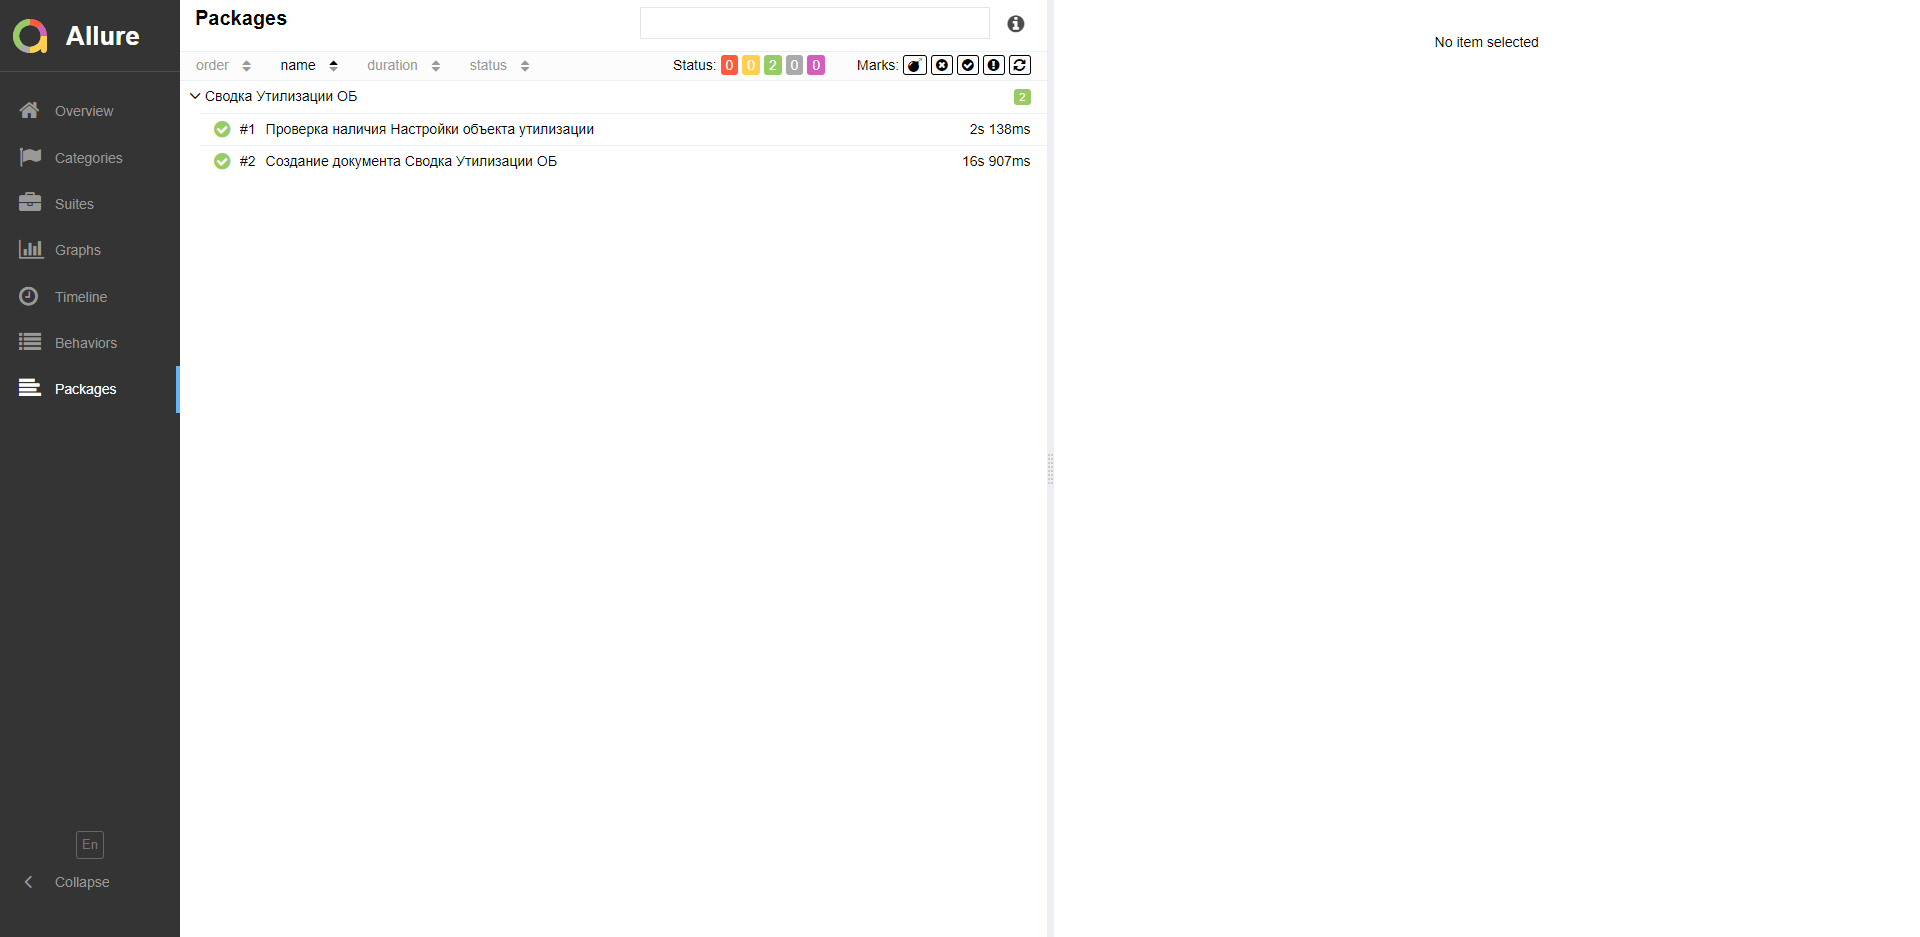 Allure
Overview
Categories
Suites
Graphs
Timeline
Behaviors
Packages
En
Collapse
Packages
order name duration status Status: 0 0 2 0 0 Marks:
Сводка Утилизации ОБ 2
#1 Проверка наличия Настройки объекта утилизации 2s 138ms
#2 Создание документа Сводка Утилизации ОБ 16s 907ms
No item selected